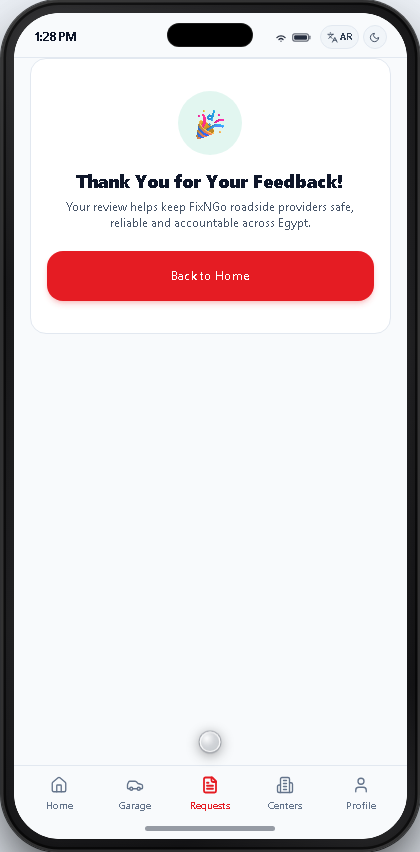 1:28 PM
AR
Thank You for Your Feedback!
Your review helps keep FixNGo roadside providers safe,
reliable and accountable across Egypt.
Back to Home
Home
Garage
Requests
Centers
Profile